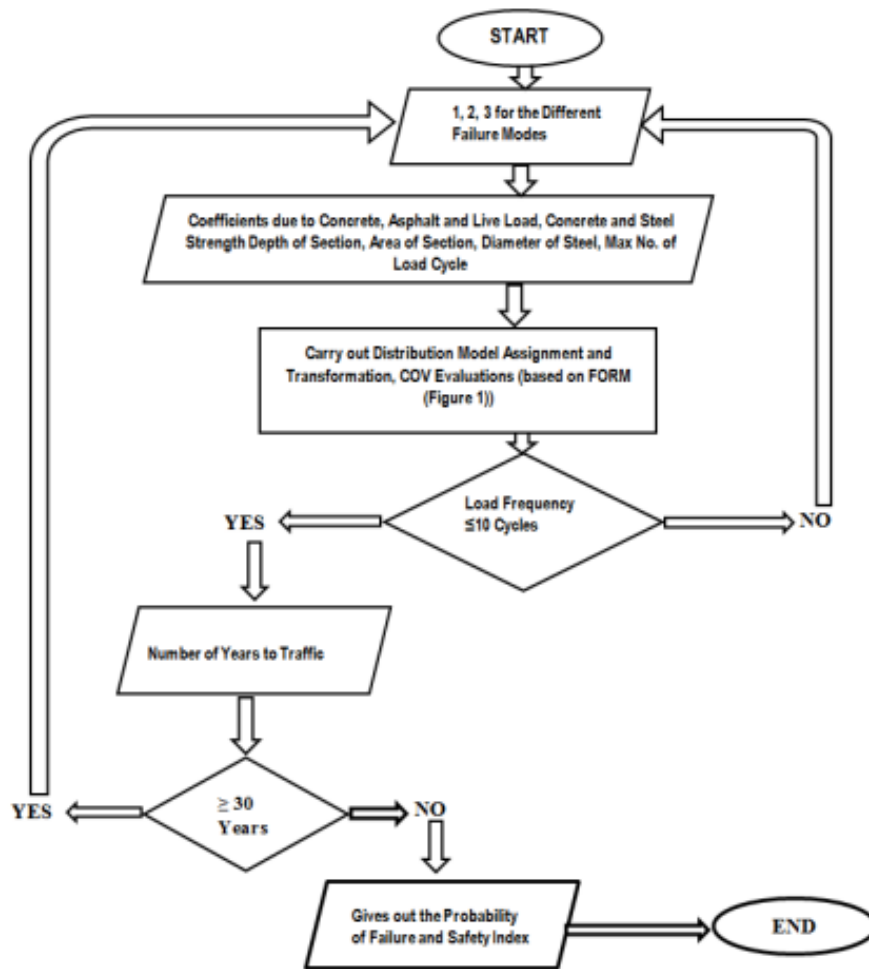 START
1, 2, 3 for the Different
Failure Modes
Coefficients due to Concrete, Asphalt and Live Load, Concrete and Steel
Strength Depth of Section, Area of Section, Diameter of Steel, Max No. of
Load Cycle
Carry out Distribution Model Assignment and
Transformation, COV Evaluations (based on FORM
(Figure 1))
Load Frequency
≤10 Cycles
YES
NO
Number of Years to Traffic
≥ 30
Years
YES
NO
Gives out the Probability
of Failure and Safety Index
END